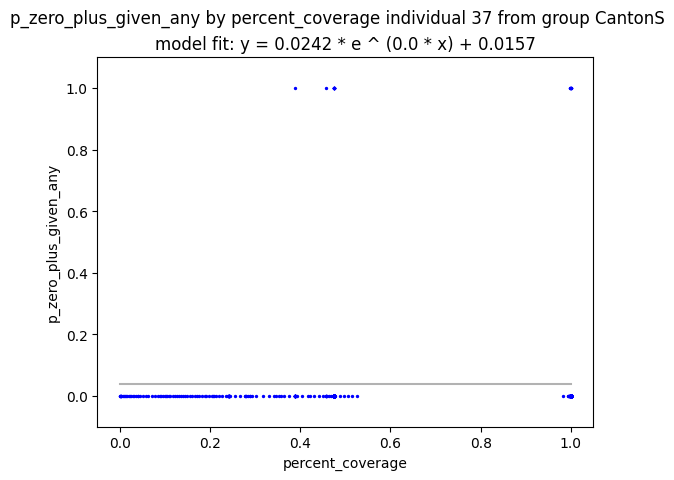 p_zero_plus_given_any by percent_coverage individual 37 from group CantonS
model fit: y = 0.0242 * e ^ (0.0 * x) + 0.0157
1.0
0.8
0.6
0.4
0.2
0.0
p_zero_plus_given_any
0.0 0.2 0.4 0.6 0.8 1.0
percent_coverage